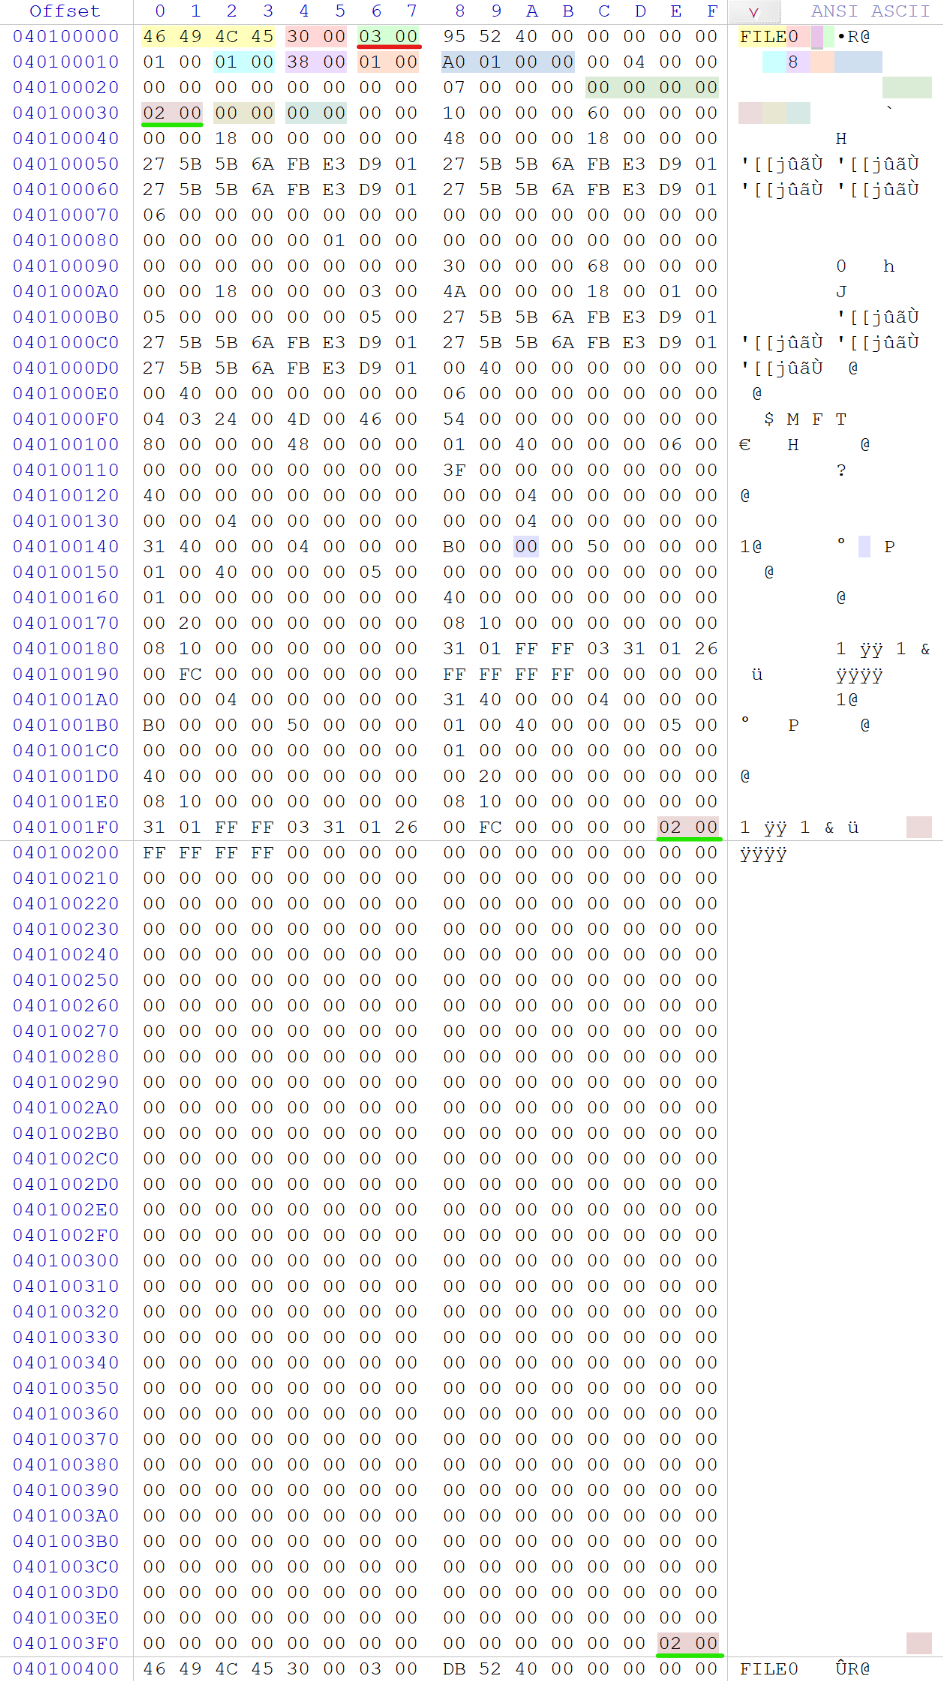 Offset 0 1 2 3 4 5 6 7 8 9 A B C D E F ANSI ASCII
040100000 46 49 4C 45 30 00 03 00 95 52 40 00 00 00 00 00 FILE0 •R@
040100010 01 00 01 00 38 00 01 00 A0 01 00 00 00 04 00 00 8
040100020 00 00 00 00 00 00 00 00 07 00 00 00 00 00 00 00
040100030 02 00 00 00 00 00 00 00 10 00 00 00 60 00 00 00 `
040100040 00 00 18 00 00 00 00 00 48 00 00 00 18 00 00 00 H
040100050 27 5B 5B 6A FB E3 D9 01 27 5B 5B 6A FB E3 D9 01 '[[jûãÙ '[[jûãÙ
040100060 27 5B 5B 6A FB E3 D9 01 27 5B 5B 6A FB E3 D9 01 '[[jûãÙ '[[jûãÙ
040100070 06 00 00 00 00 00 00 00 00 00 00 00 00 00 00 00
040100080 00 00 00 00 00 01 00 00 00 00 00 00 00 00 00 00
040100090 00 00 00 00 00 00 00 00 30 00 00 00 68 00 00 00 0 h
0401000A0 00 00 18 00 00 00 03 00 4A 00 00 00 18 00 01 00 J
0401000B0 05 00 00 00 00 00 05 00 27 5B 5B 6A FB E3 D9 01 '[[jûãÙ
0401000C0 27 5B 5B 6A FB E3 D9 01 27 5B 5B 6A FB E3 D9 01 '[[jûãÙ '[[jûãÙ
0401000D0 27 5B 5B 6A FB E3 D9 01 00 40 00 00 00 00 00 00 '[[jûãÙ @
0401000E0 00 40 00 00 00 00 00 00 06 00 00 00 00 00 00 00 @
0401000F0 04 03 24 00 4D 00 46 00 54 00 00 00 00 00 00 00 $ M F T
040100100 80 00 00 00 48 00 00 00 01 00 40 00 00 00 06 00 € H @
040100110 00 00 00 00 00 00 00 00 3F 00 00 00 00 00 00 00 ?
040100120 40 00 00 00 00 00 00 00 00 00 04 00 00 00 00 00 @
040100130 00 00 04 00 00 00 00 00 00 00 04 00 00 00 00 00
040100140 31 40 00 00 04 00 00 00 B0 00 00 00 50 00 00 00 1@ ° P
040100150 01 00 40 00 00 00 05 00 00 00 00 00 00 00 00 00 @
040100160 01 00 00 00 00 00 00 00 40 00 00 00 00 00 00 00 @
040100170 00 20 00 00 00 00 00 00 08 10 00 00 00 00 00 00
040100180 08 10 00 00 00 00 00 00 31 01 FF FF 03 31 01 26 1 ÿÿ 1 &
040100190 00 FC 00 00 00 00 00 00 FF FF FF FF 00 00 00 00 ü ÿÿÿÿ
0401001A0 00 00 04 00 00 00 00 00 31 40 00 00 04 00 00 00 1@
0401001B0 B0 00 00 00 50 00 00 00 01 00 40 00 00 00 05 00 ° P @
0401001C0 00 00 00 00 00 00 00 00 01 00 00 00 00 00 00 00
0401001D0 40 00 00 00 00 00 00 00 00 20 00 00 00 00 00 00 @
0401001E0 08 10 00 00 00 00 00 00 08 10 00 00 00 00 00 00
0401001F0 31 01 FF FF 03 31 01 26 00 FC 00 00 00 00 02 00 1 ÿÿ 1 & ü
040100200 FF FF FF FF 00 00 00 00 00 00 00 00 00 00 00 00 ÿÿÿÿ
040100210 00 00 00 00 00 00 00 00 00 00 00 00 00 00 00 00
040100220 00 00 00 00 00 00 00 00 00 00 00 00 00 00 00 00
040100230 00 00 00 00 00 00 00 00 00 00 00 00 00 00 00 00
040100240 00 00 00 00 00 00 00 00 00 00 00 00 00 00 00 00
040100250 00 00 00 00 00 00 00 00 00 00 00 00 00 00 00 00
040100260 00 00 00 00 00 00 00 00 00 00 00 00 00 00 00 00
040100270 00 00 00 00 00 00 00 00 00 00 00 00 00 00 00 00
040100280 00 00 00 00 00 00 00 00 00 00 00 00 00 00 00 00
040100290 00 00 00 00 00 00 00 00 00 00 00 00 00 00 00 00
0401002A0 00 00 00 00 00 00 00 00 00 00 00 00 00 00 00 00
0401002B0 00 00 00 00 00 00 00 00 00 00 00 00 00 00 00 00
0401002C0 00 00 00 00 00 00 00 00 00 00 00 00 00 00 00 00
0401002D0 00 00 00 00 00 00 00 00 00 00 00 00 00 00 00 00
0401002E0 00 00 00 00 00 00 00 00 00 00 00 00 00 00 00 00
0401002F0 00 00 00 00 00 00 00 00 00 00 00 00 00 00 00 00
040100300 00 00 00 00 00 00 00 00 00 00 00 00 00 00 00 00
040100310 00 00 00 00 00 00 00 00 00 00 00 00 00 00 00 00
040100320 00 00 00 00 00 00 00 00 00 00 00 00 00 00 00 00
040100330 00 00 00 00 00 00 00 00 00 00 00 00 00 00 00 00
040100340 00 00 00 00 00 00 00 00 00 00 00 00 00 00 00 00
040100350 00 00 00 00 00 00 00 00 00 00 00 00 00 00 00 00
040100360 00 00 00 00 00 00 00 00 00 00 00 00 00 00 00 00
040100370 00 00 00 00 00 00 00 00 00 00 00 00 00 00 00 00
040100380 00 00 00 00 00 00 00 00 00 00 00 00 00 00 00 00
040100390 00 00 00 00 00 00 00 00 00 00 00 00 00 00 00 00
0401003A0 00 00 00 00 00 00 00 00 00 00 00 00 00 00 00 00
0401003B0 00 00 00 00 00 00 00 00 00 00 00 00 00 00 00 00
0401003C0 00 00 00 00 00 00 00 00 00 00 00 00 00 00 00 00
0401003D0 00 00 00 00 00 00 00 00 00 00 00 00 00 00 00 00
0401003E0 00 00 00 00 00 00 00 00 00 00 00 00 00 00 00 00
0401003F0 00 00 00 00 00 00 00 00 00 00 00 00 00 00 02 00
040100400 46 49 4C 45 30 00 03 00 DB 52 40 00 00 00 00 00 FILE0 ÛR@